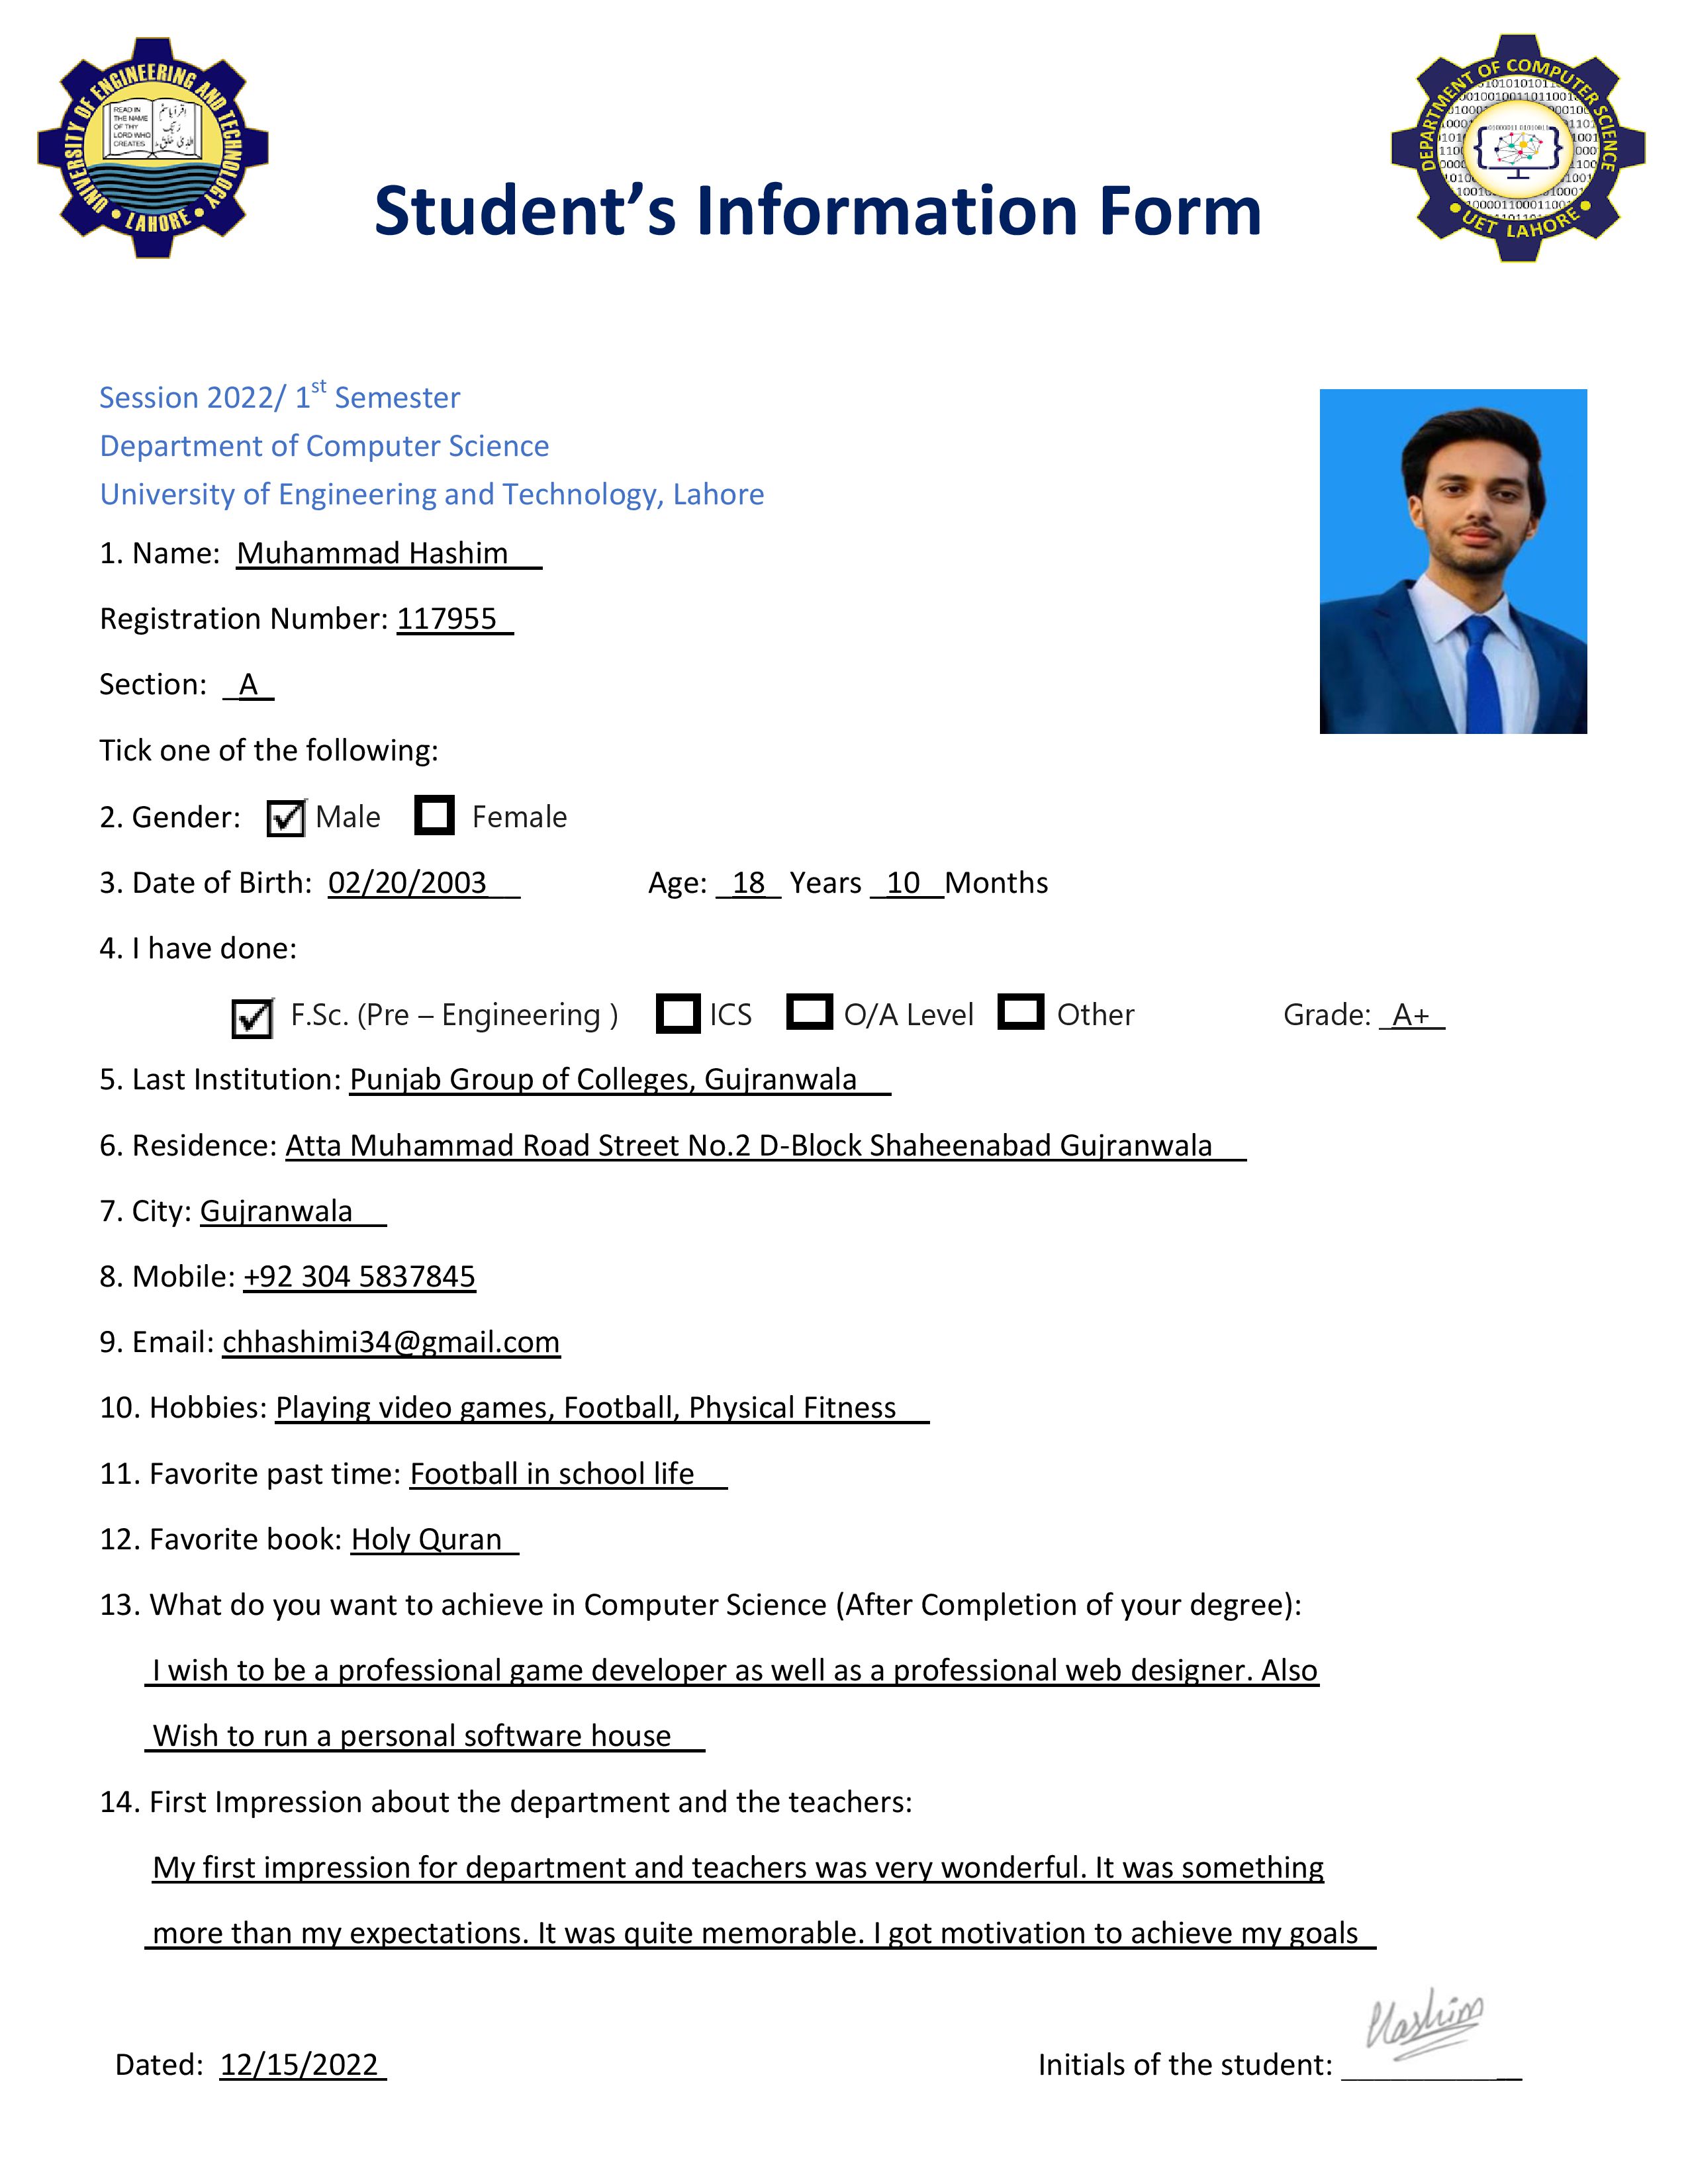 UNIVERSITY OF ENGINEERING AND TECHNOLOGY
• LAHORE •
READ IN
THE NAME
OF THY
LORD WHO
CREATES
DEPARTMENT OF COMPUTER SCIENCE
• UET LAHORE •
01000011 01010011
Student’s Information Form
Session 2022/ 1st Semester
Department of Computer Science
University of Engineering and Technology, Lahore
1. Name: Muhammad Hashim
Registration Number: 117955
Section: A
Tick one of the following:
2. Gender: ☑ Male ☐ Female
3. Date of Birth: 02/20/2003 Age: 18 Years 10 Months
4. I have done:
☑ F.Sc. (Pre – Engineering ) ☐ ICS ☐ O/A Level ☐ Other Grade: A+
5. Last Institution: Punjab Group of Colleges, Gujranwala
6. Residence: Atta Muhammad Road Street No.2 D-Block Shaheenabad Gujranwala
7. City: Gujranwala
8. Mobile: +92 304 5837845
9. Email: chhashimi34@gmail.com
10. Hobbies: Playing video games, Football, Physical Fitness
11. Favorite past time: Football in school life
12. Favorite book: Holy Quran
13. What do you want to achieve in Computer Science (After Completion of your degree):
I wish to be a professional game developer as well as a professional web designer. Also
Wish to run a personal software house
14. First Impression about the department and the teachers:
My first impression for department and teachers was very wonderful. It was something
more than my expectations. It was quite memorable. I got motivation to achieve my goals
Hashim
Dated: 12/15/2022 Initials of the student: